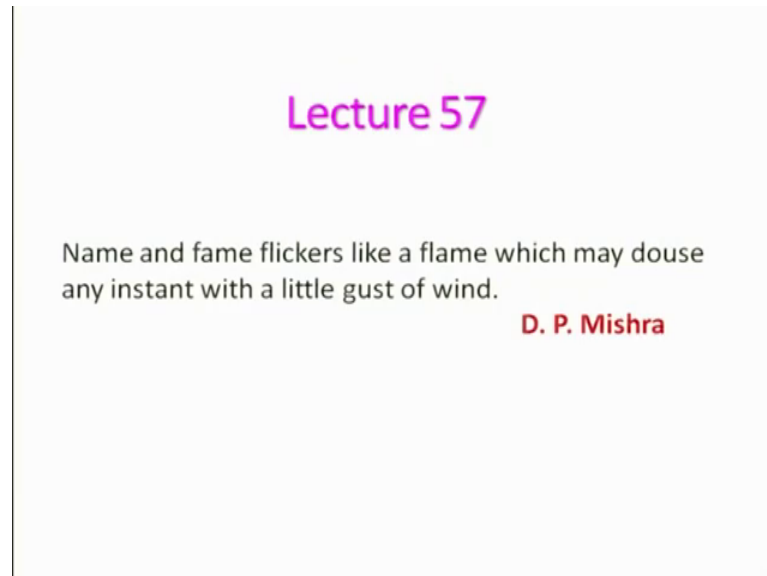 Lecture 57
Name and fame flickers like a flame which may douse
any instant with a little gust of wind.
D. P. Mishra